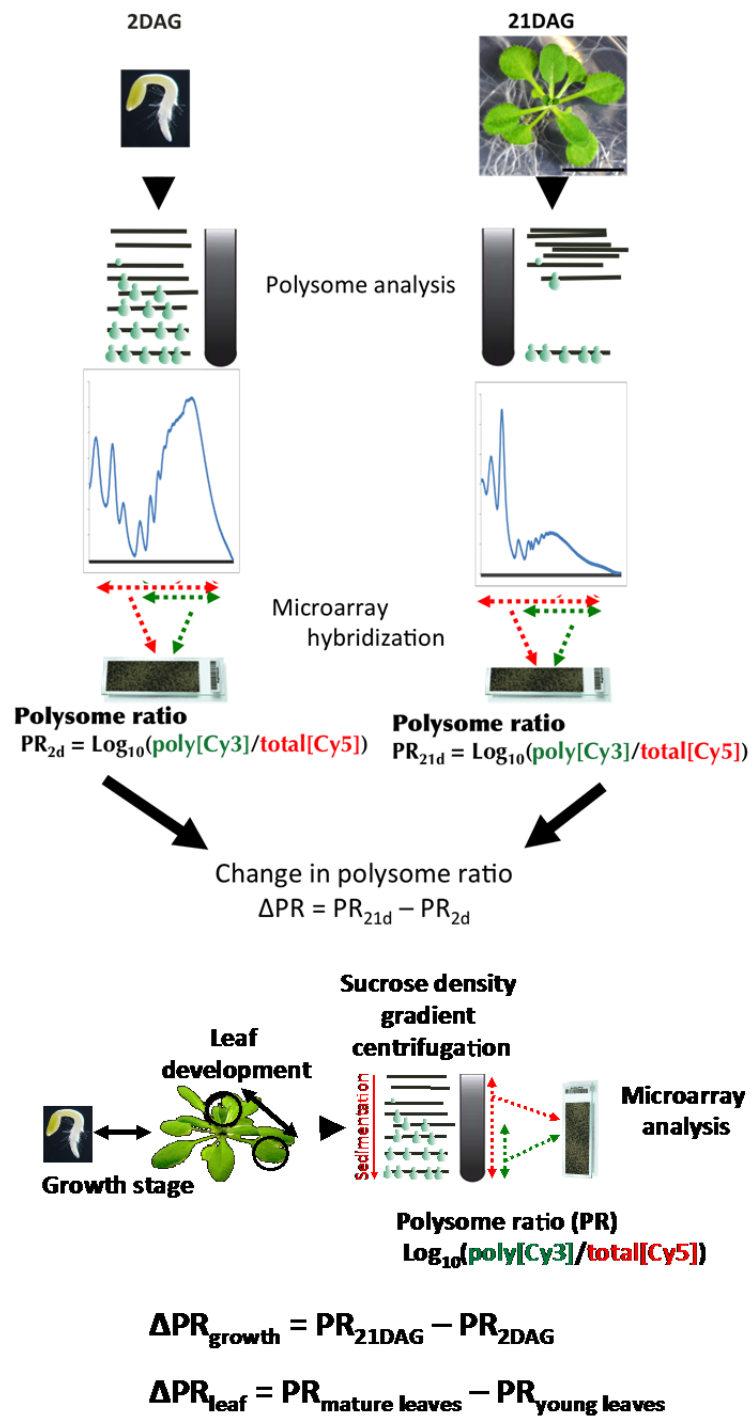 2DAG
21DAG
Polysome analysis
Microarray
hybridization
Polysome ratio
PR2d = Log10(poly[Cy3]/total[Cy5])
Polysome ratio
PR21d = Log10(poly[Cy3]/total[Cy5])
Change in polysome ratio
ΔPR = PR21d – PR2d
Sucrose density
gradient
centrifugation
Leaf
development
Sedimentation
Microarray
analysis
Growth stage
Polysome ratio (PR)
Log10(poly[Cy3]/total[Cy5])
ΔPRgrowth = PR21DAG – PR2DAG
ΔPRleaf = PRmature leaves – PRyoung leaves